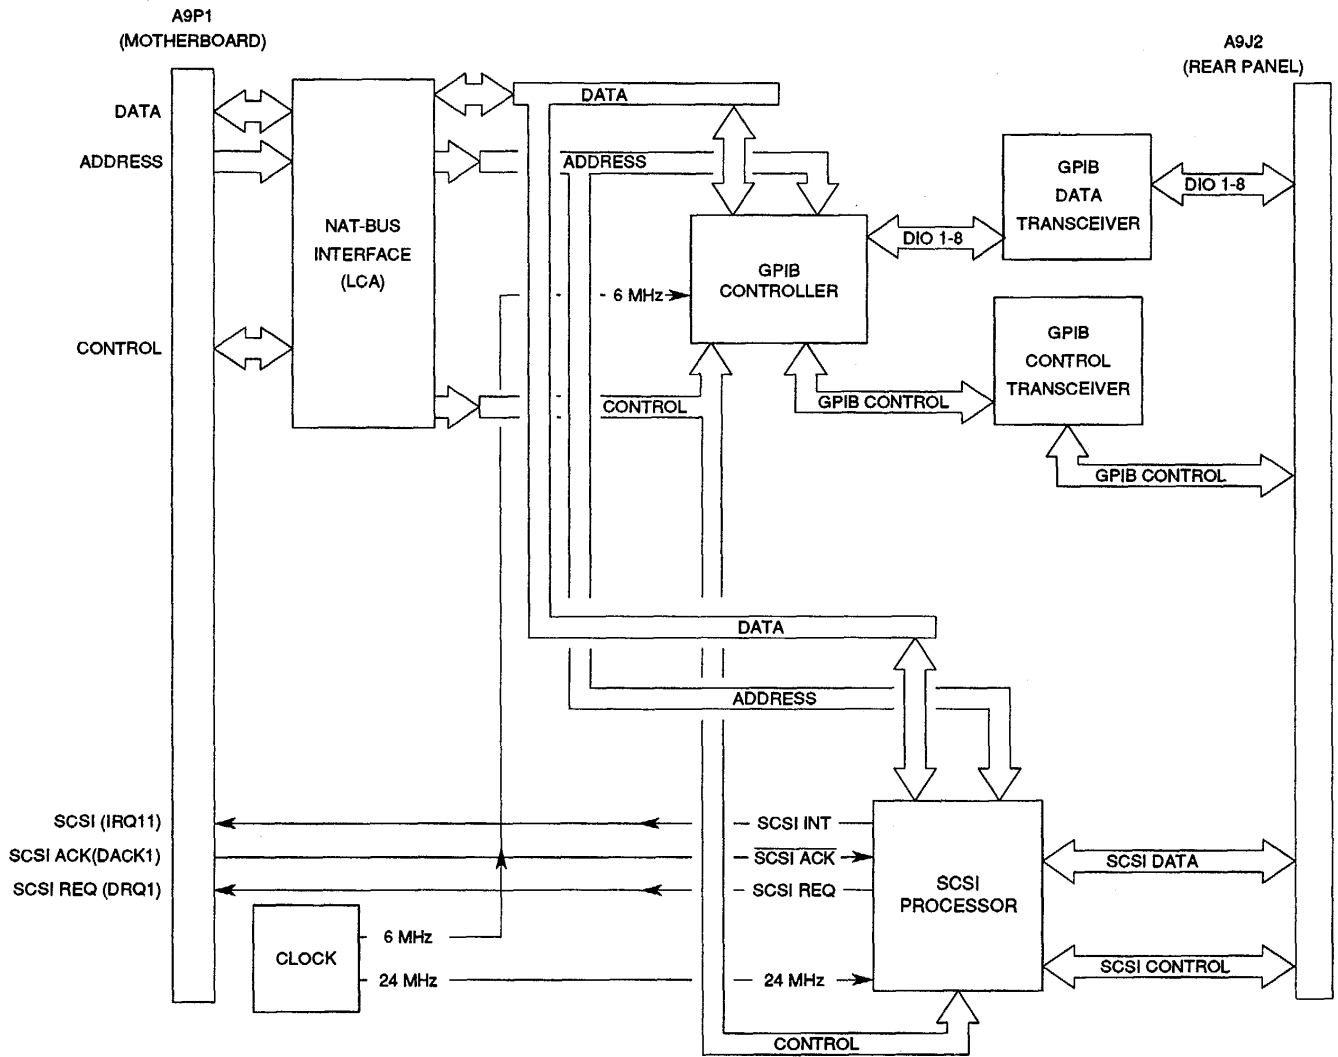 A9P1
(MOTHERBOARD)
A9J2
(REAR PANEL)
DATA
DATA
ADDRESS
ADDRESS
GPIB
DATA
TRANSCEIVER
DIO 1-8
NAT-BUS
INTERFACE
(LCA)
DIO 1-8
GPIB
CONTROLLER
6 MHz
CONTROL
GPIB
CONTROL
TRANSCEIVER
CONTROL
GPIB CONTROL
GPIB CONTROL
DATA
ADDRESS
SCSI (IRQ11)
SCSI INT
SCSI ACK(DACK1)
SCSI ACK
SCSI REQ (DRQ1)
SCSI REQ
SCSI
PROCESSOR
SCSI DATA
6 MHz
CLOCK
24 MHz
24 MHz
SCSI CONTROL
CONTROL